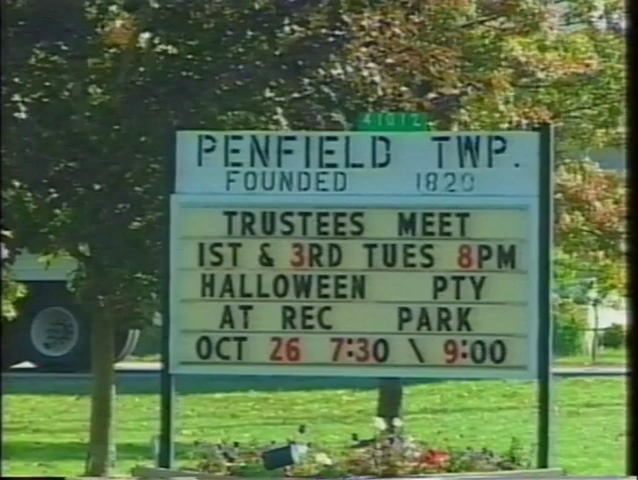 41012
PENFIELD TWP.
FOUNDED 1820
TRUSTEES MEET
1ST & 3RD TUES 8PM
HALLOWEEN PTY
AT REC PARK
OCT 26 7:30 \ 9:00